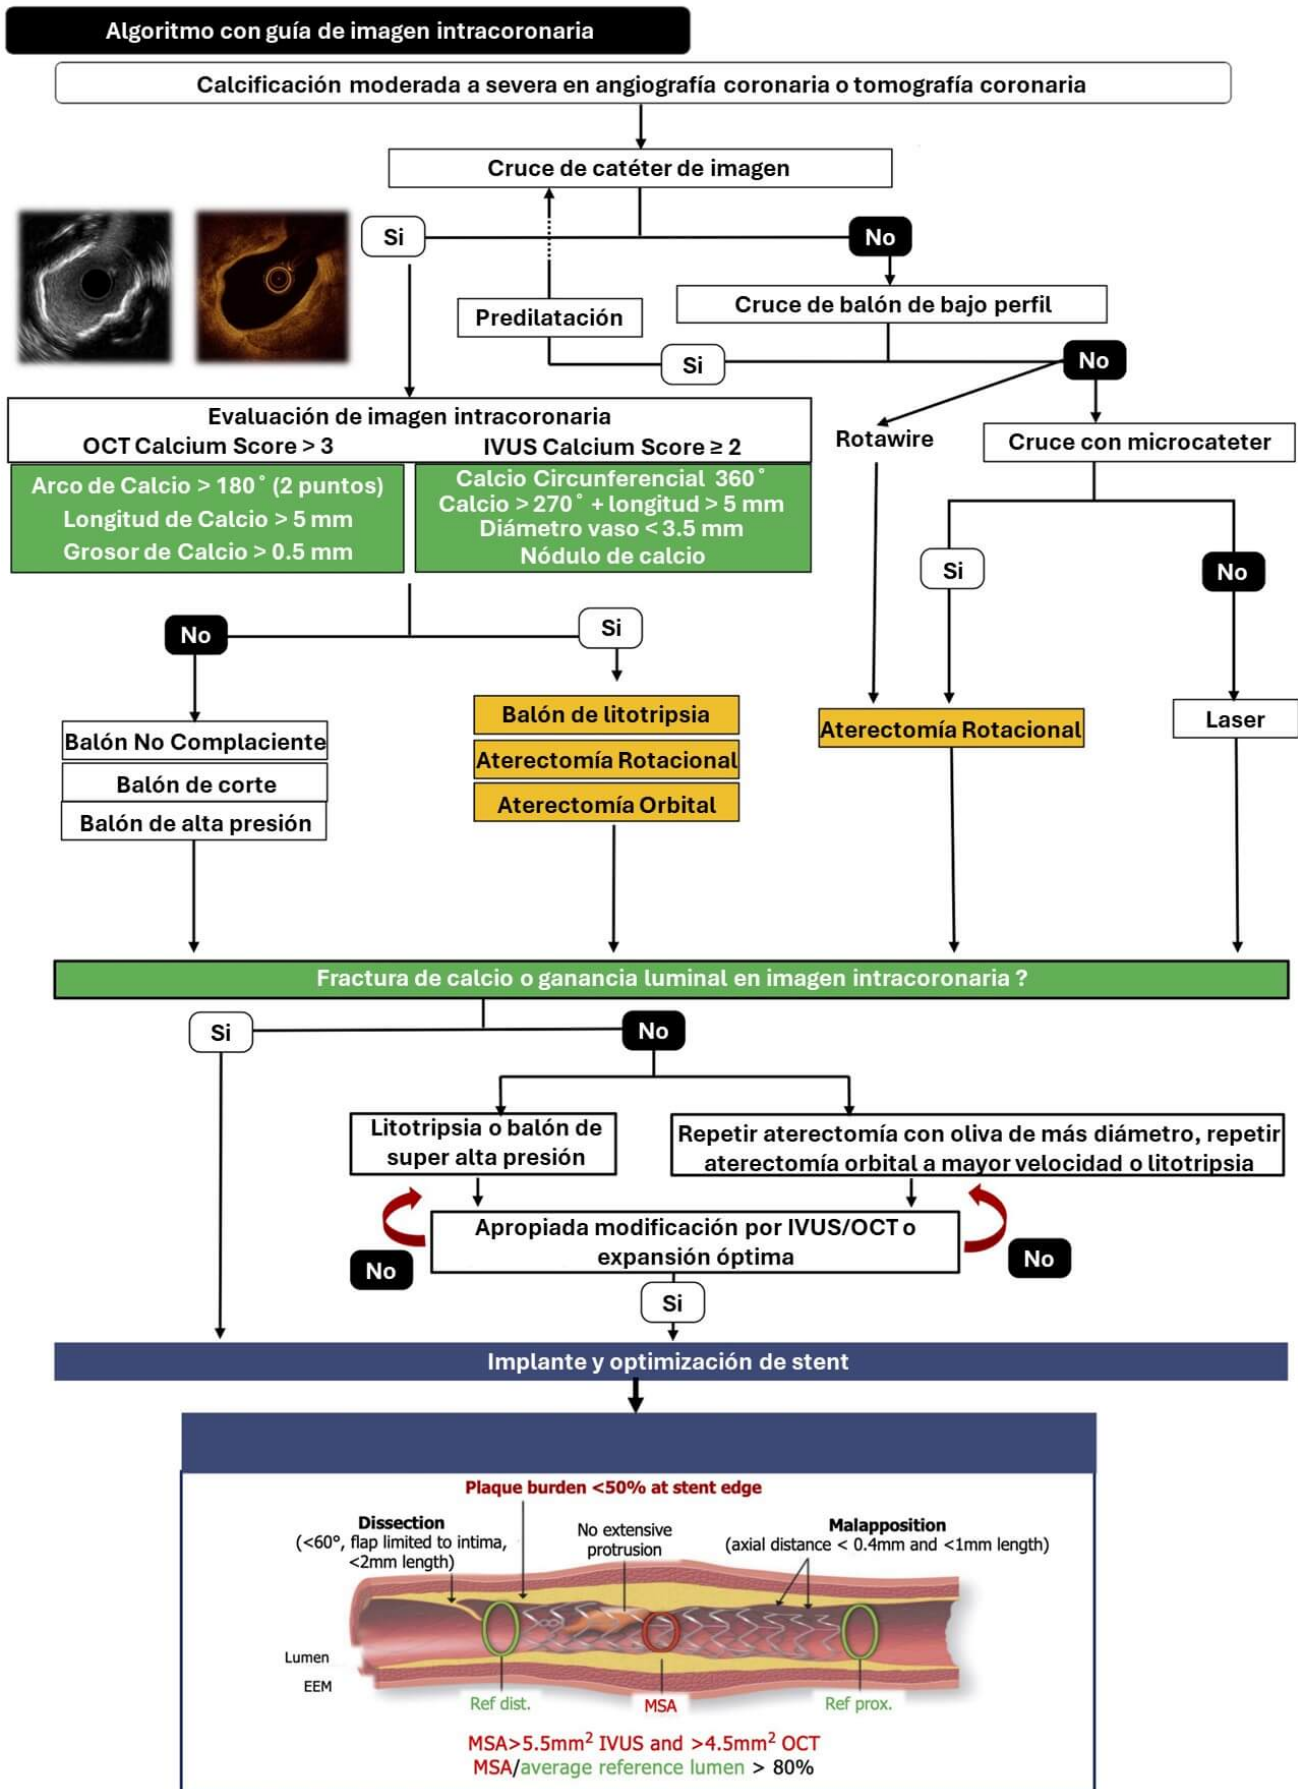 Algoritmo con guía de imagen intracoronaria
Calcificación moderada a severa en angiografía coronaria o tomografía coronaria
Cruce de catéter de imagen
Si
No
Predilatación
Cruce de balón de bajo perfil
Si
No
Evaluación de imagen intracoronaria
OCT Calcium Score > 3
IVUS Calcium Score ≥ 2
Arco de Calcio > 180° (2 puntos)
Longitud de Calcio > 5 mm
Grosor de Calcio > 0.5 mm
Calcio Circunferencial 360°
Calcio > 270° + longitud > 5 mm
Diámetro vaso < 3.5 mm
Nódulo de calcio
Rotawire
Cruce con microcateter
Si
No
No
Si
Balón No Complaciente
Balón de corte
Balón de alta presión
Balón de litotripsia
Aterectomía Rotacional
Aterectomía Orbital
Aterectomía Rotacional
Laser
Fractura de calcio o ganancia luminal en imagen intracoronaria ?
Si
No
Litotripsia o balón de
super alta presión
Repetir aterectomía con oliva de más diámetro, repetir
aterectomía orbital a mayor velocidad o litotripsia
Apropiada modificación por IVUS/OCT o
expansión óptima
No
No
Si
Implante y optimización de stent
Plaque burden <50% at stent edge
Dissection
(<60°, flap limited to intima,
<2mm length)
No extensive
protrusion
Malapposition
(axial distance < 0.4mm and <1mm length)
Lumen
EEM
Ref dist.
MSA
Ref prox.
MSA>5.5mm² IVUS and >4.5mm² OCT
MSA/average reference lumen > 80%